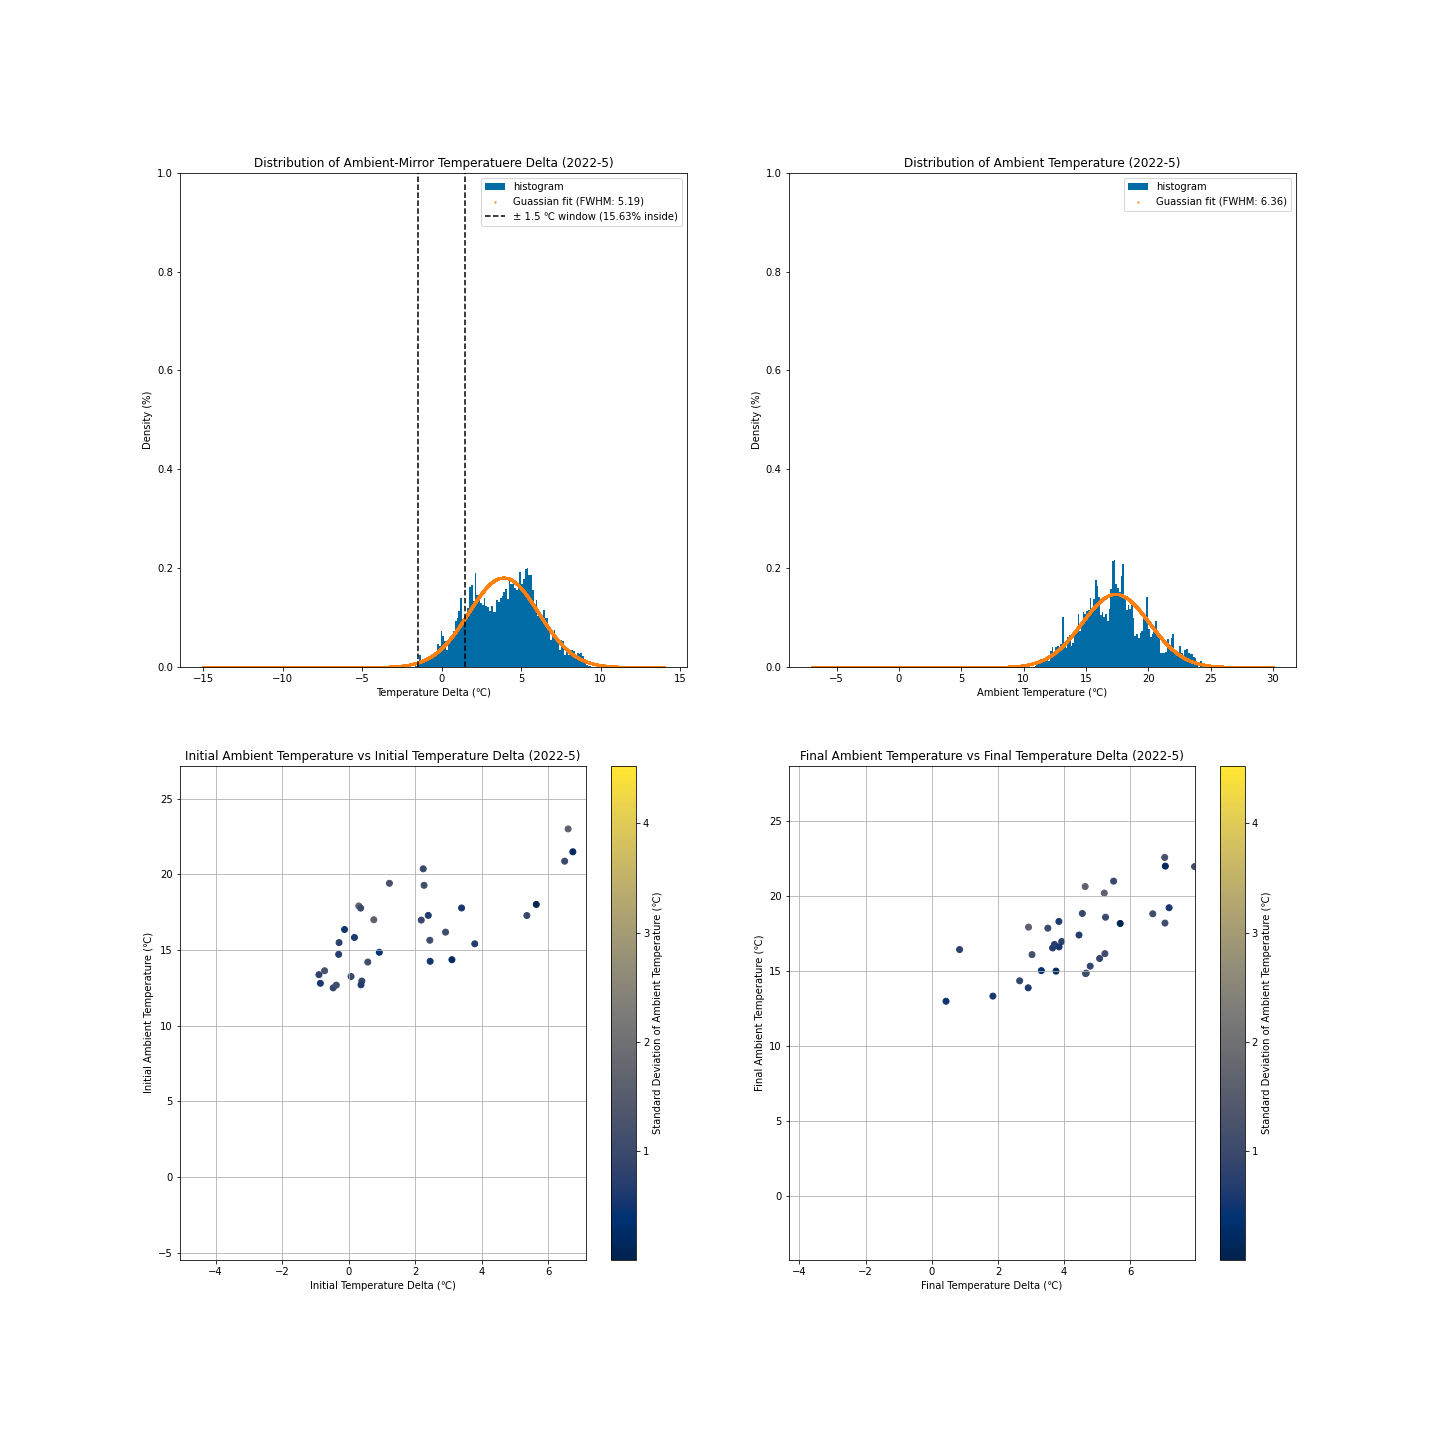 Distribution of Ambient-Mirror Temperatuere Delta (2022-5)
1.0
0.8
0.6
0.4
0.2
0.0
Density (%)
histogram
Guassian fit (FWHM: 5.19)
± 1.5 ℃ window (15.63% inside)
−15 −10 −5 0 5 10 15
Temperature Delta (℃)
Distribution of Ambient Temperature (2022-5)
1.0
0.8
0.6
0.4
0.2
0.0
Density (%)
histogram
Guassian fit (FWHM: 6.36)
−5 0 5 10 15 20 25 30
Ambient Temperature (℃)
Initial Ambient Temperature vs Initial Temperature Delta (2022-5)
25
20
15
10
5
0
−5
Initial Ambient Temperature (℃)
−4 −2 0 2 4 6
Initial Temperature Delta (℃)
4
3
2
1
Standard Deviation of Ambient Temperature (℃)
Final Ambient Temperature vs Final Temperature Delta (2022-5)
25
20
15
10
5
0
Final Ambient Temperature (℃)
−4 −2 0 2 4 6
Final Temperature Delta (℃)
4
3
2
1
Standard Deviation of Ambient Temperature (℃)